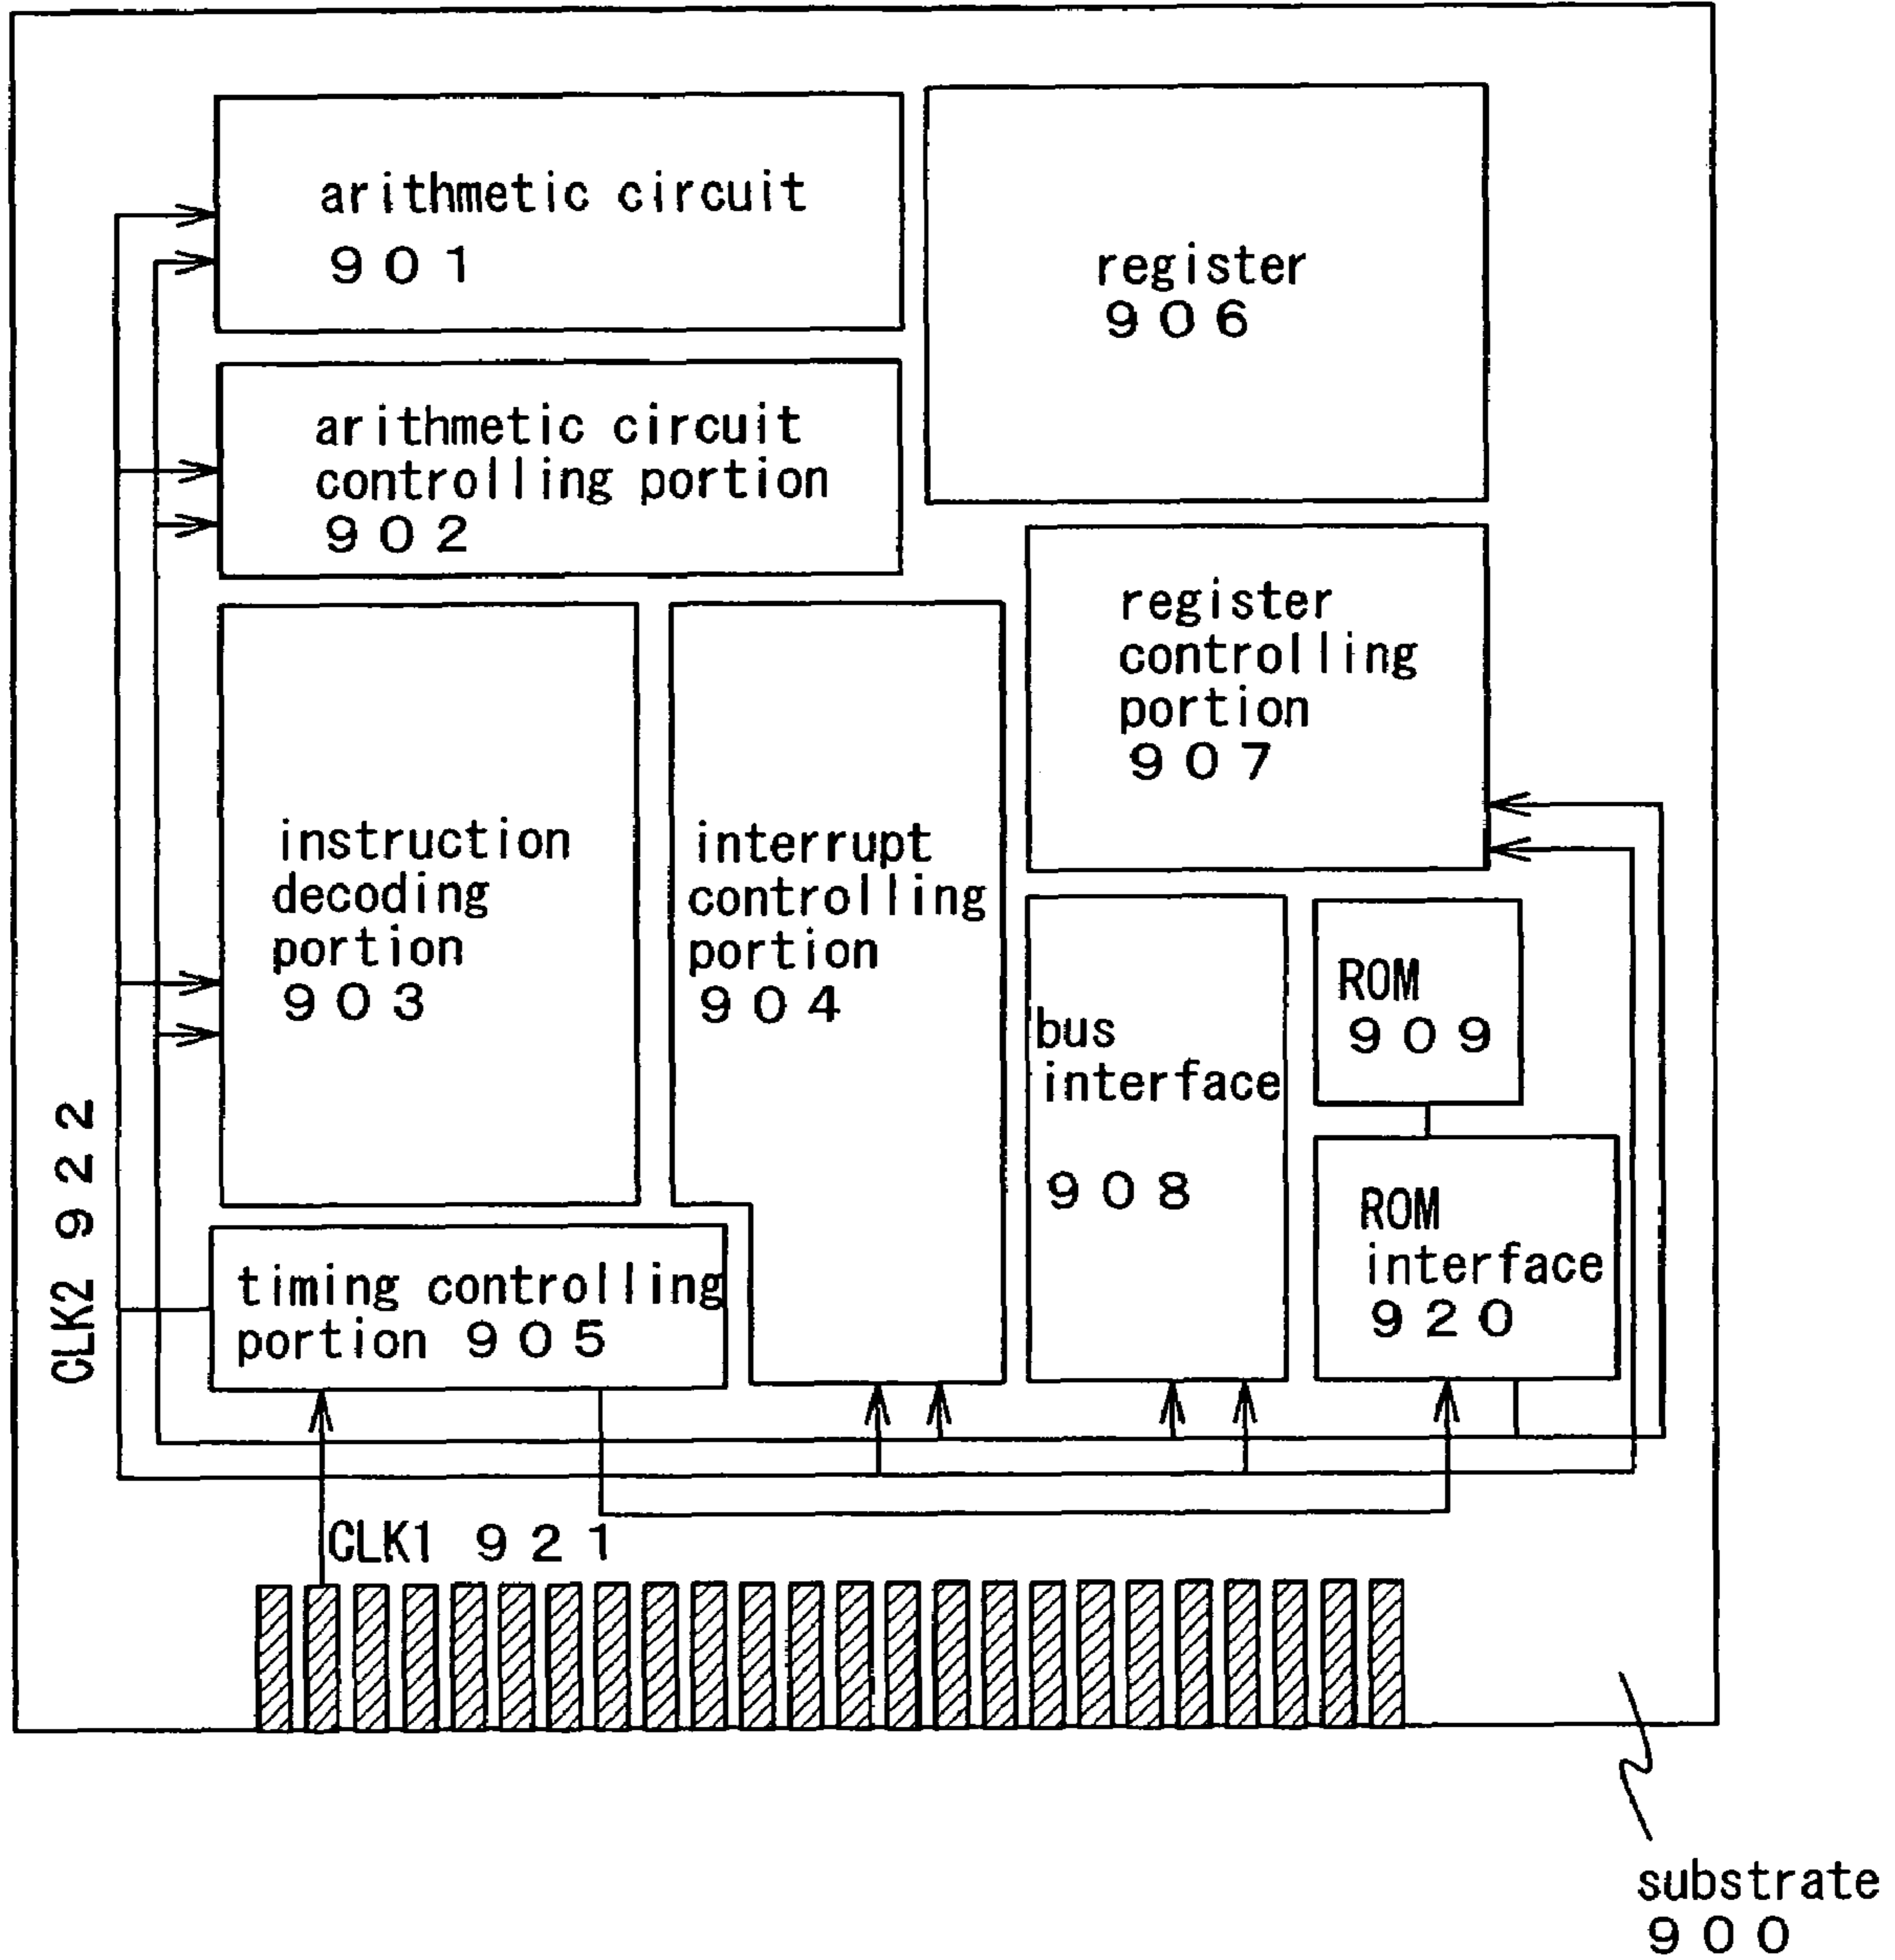 arithmetic circuit
901
register
906
arithmetic circuit
controlling portion
902
register
controlling
portion
907
instruction
decoding
portion
903
interrupt
controlling
portion
904
bus
interface
908
ROM
909
ROM
interface
920
CLK2 922
timing controlling
portion 905
CLK1 921
substrate
900